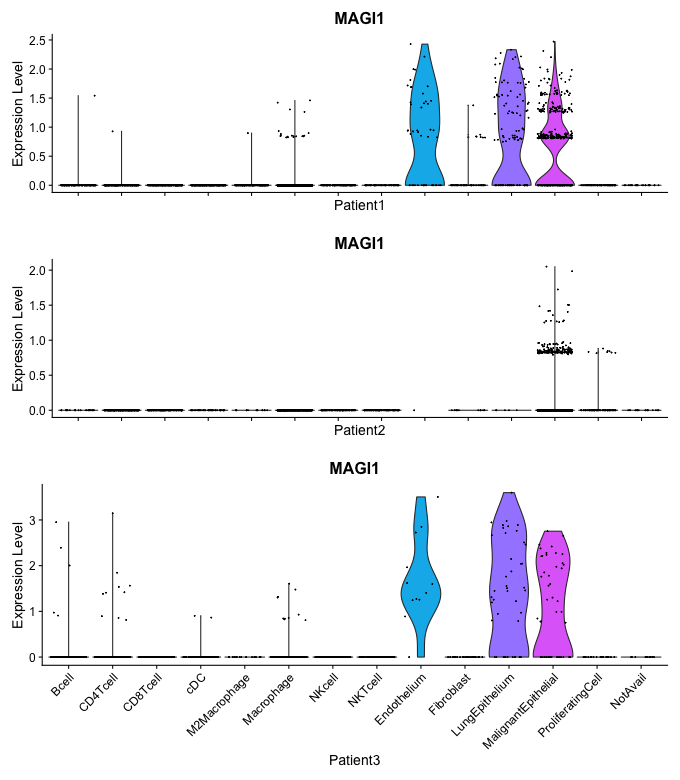 MAGI1
Expression Level
2.5
2.0
1.5
1.0
0.5
0.0
Patient1
MAGI1
Expression Level
2.0
1.5
1.0
0.5
0.0
Patient2
MAGI1
Expression Level
3
2
1
0
Bcell
CD4Tcell
CD8Tcell
cDC
M2Macrophage
Macrophage
NKcell
NKTcell
Endothelium
Fibroblast
LungEpithelium
MalignantEpithelial
ProliferatingCell
NotAvail
Patient3